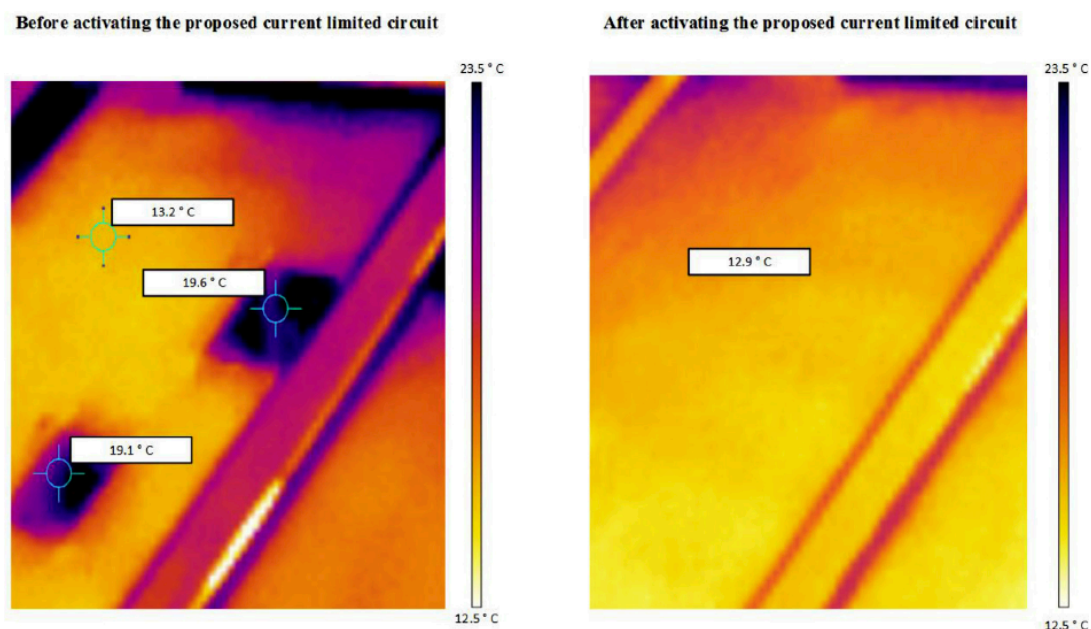 Before activating the proposed current limited circuit
After activating the proposed current limited circuit
23.5 ° C
13.2 ° C
19.6 ° C
19.1 ° C
12.5 ° C
23.5 ° C
12.9 ° C
12.5 ° C